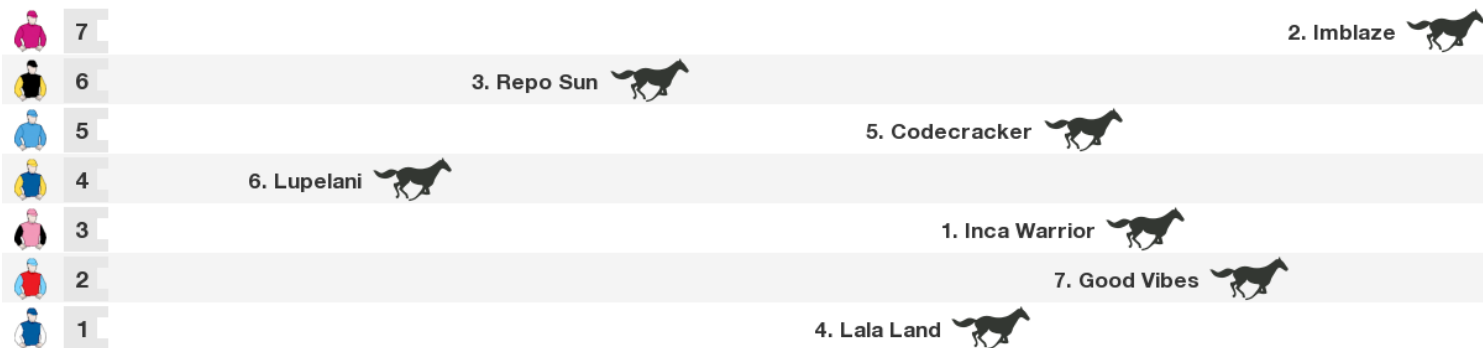 7 2. Imblaze
6 3. Repo Sun
5 5. Codecracker
4 6. Lupelani
3 1. Inca Warrior
2 7. Good Vibes
1 4. Lala Land